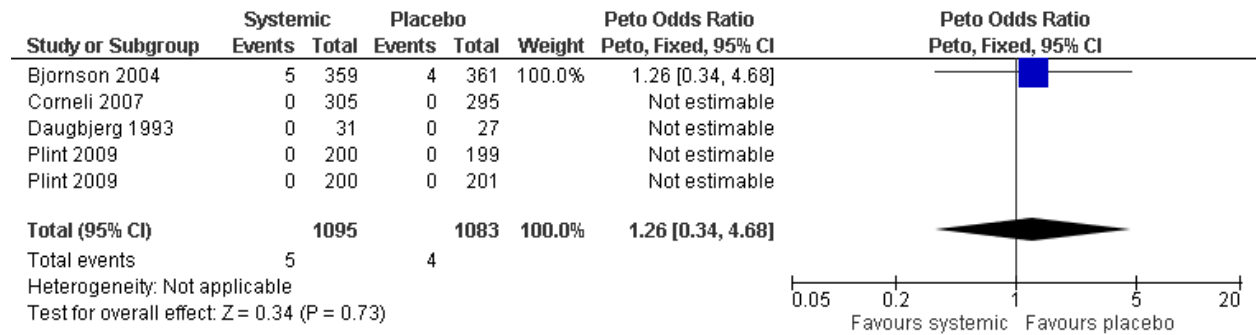 Systemic Placebo Peto Odds Ratio Peto Odds Ratio
Study or Subgroup Events Total Events Total Weight Peto, Fixed, 95% CI Peto, Fixed, 95% CI
Bjornson 2004 5 359 4 361 100.0% 1.26 [0.34, 4.68]
Corneli 2007 0 305 0 295 Not estimable
Daugbjerg 1993 0 31 0 27 Not estimable
Plint 2009 0 200 0 199 Not estimable
Plint 2009 0 200 0 201 Not estimable
Total (95% CI) 1095 1083 100.0% 1.26 [0.34, 4.68]
Total events 5 4
Heterogeneity: Not applicable
Test for overall effect: Z = 0.34 (P = 0.73)
0.05 0.2 1 5 20
Favours systemic Favours placebo